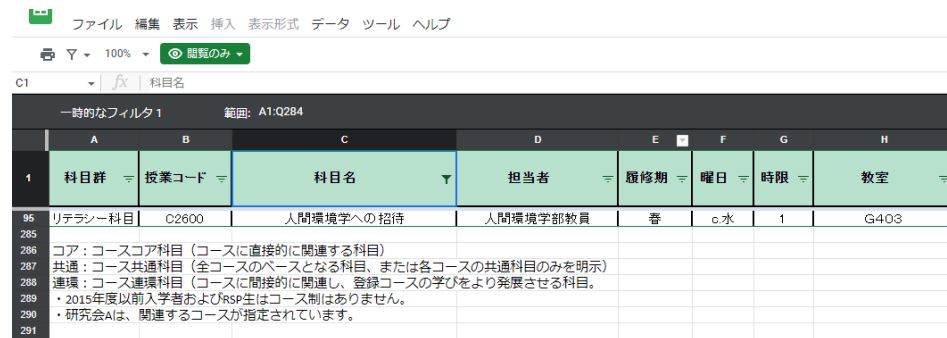 ファイル 編集 表示 挿入 表示形式 データ ツール ヘルプ
100% 閲覧のみ
C1 fx 科目名
一時的なフィルタ 1 範囲: A1:Q284
A B C D E F G H
1 科目群 授業コード 科目名 担当者 履修期 曜日 時限 教室
95 リテラシー科目 C2600 人間環境学への招待 人間環境学部教員 春 c.水 1 G403
285
286 コア：コースコア科目（コースに直接的に関連する科目）
287 共通：コース共通科目（全コースのベースとなる科目、または各コースの共通科目のみを明示）
288 連環：コース連環科目（コースに間接的に関連し、登録コースの学びをより発展させる科目。
289 ・2015年度以前入学者およびRSP生はコース制はありません。
290 ・研究会Aは、関連するコースが指定されています。
291